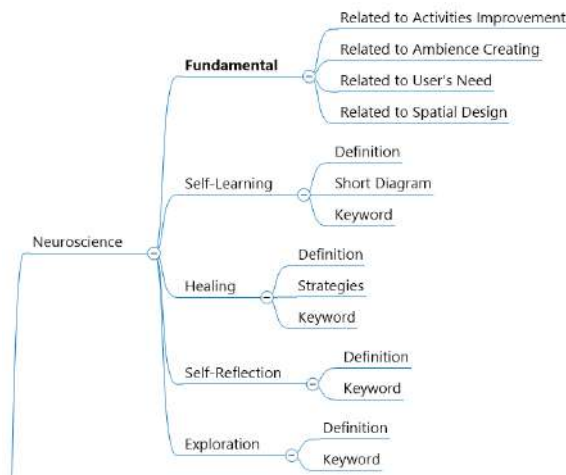 Related to Activities Improvement
Related to Ambience Creating
Fundamental
Related to User's Need
Related to Spatial Design
Definition
Self-Learning
Short Diagram
Keyword
Neuroscience
Definition
Healing
Strategies
Keyword
Definition
Self-Reflection
Keyword
Definition
Exploration
Keyword